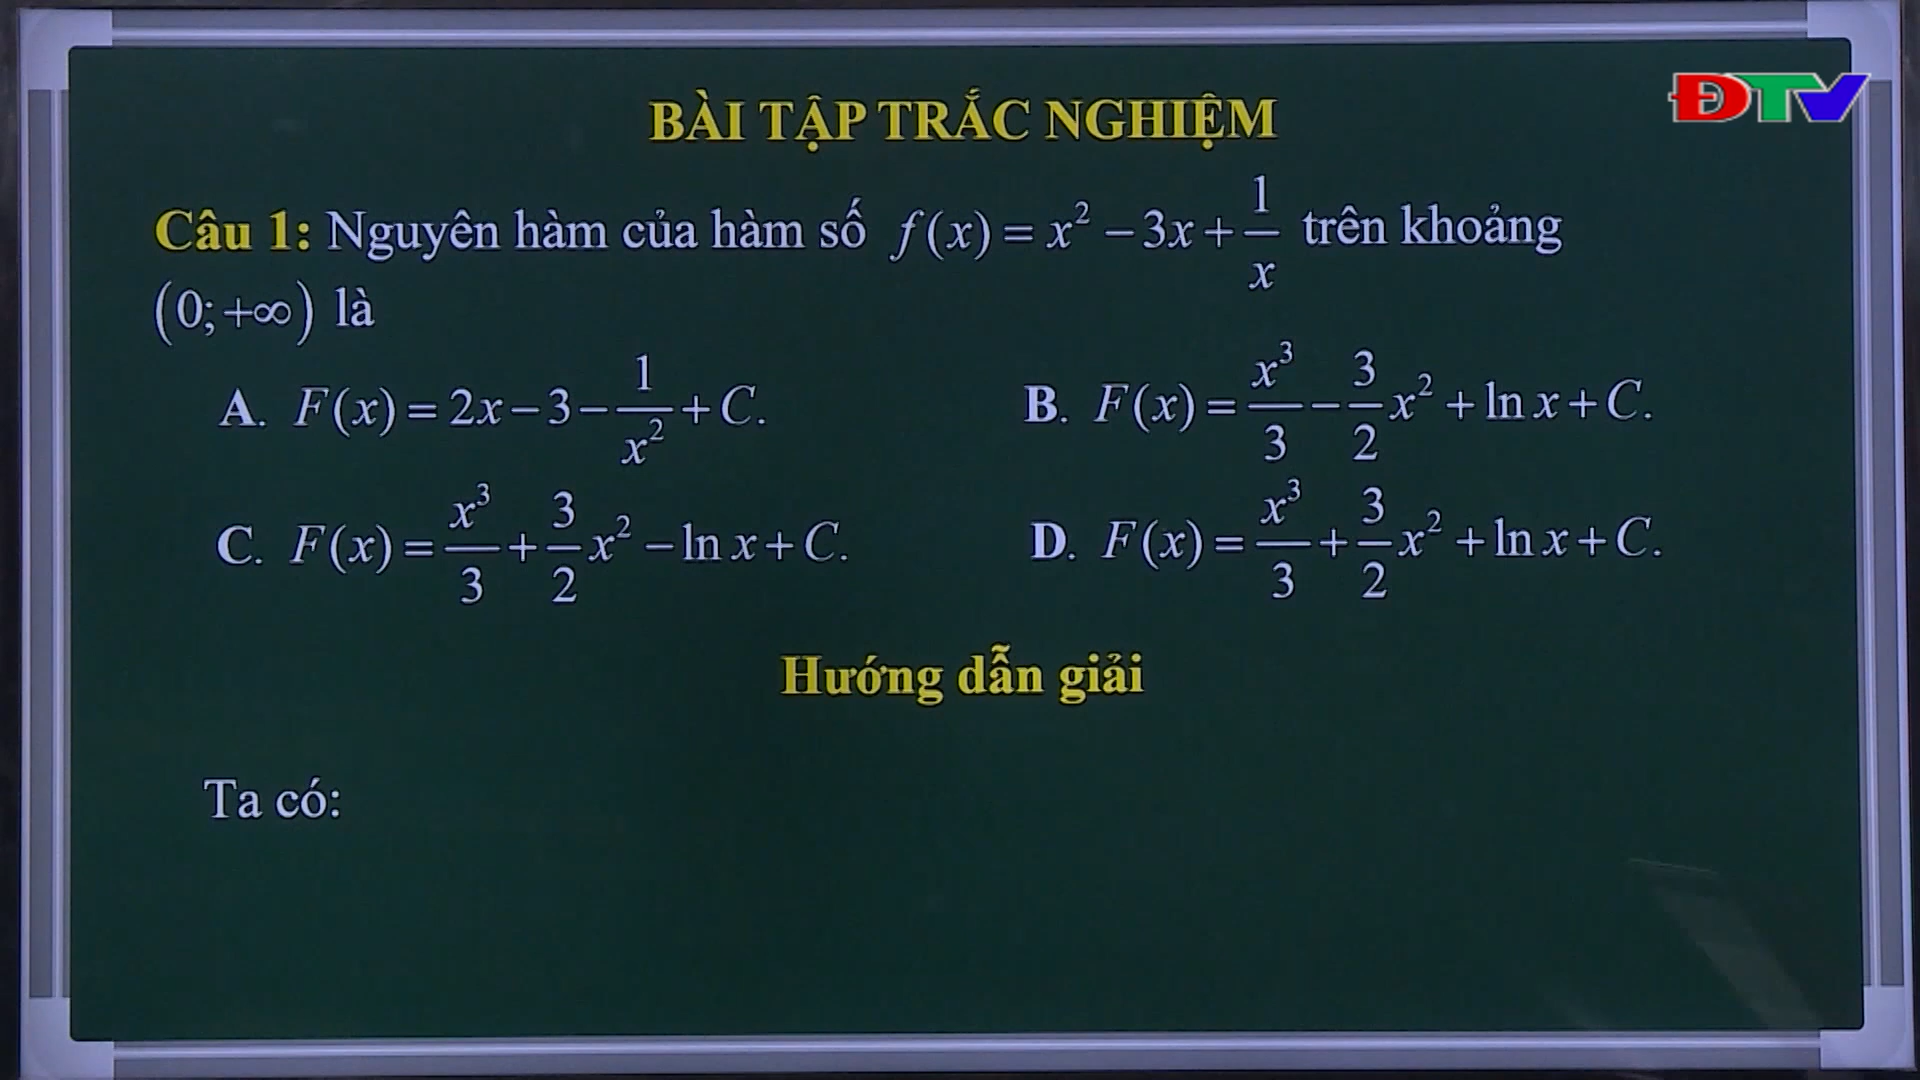 ĐTV
BÀI TẬP TRẮC NGHIỆM
Câu 1: Nguyên hàm của hàm số f(x) = x² − 3x + 1/x trên khoảng
(0; +∞) là
A. F(x) = 2x − 3 − 1/x² + C.
B. F(x) = x³/3 − 3/2 x² + ln x + C.
C. F(x) = x³/3 + 3/2 x² − ln x + C.
D. F(x) = x³/3 + 3/2 x² + ln x + C.
Hướng dẫn giải
Ta có: